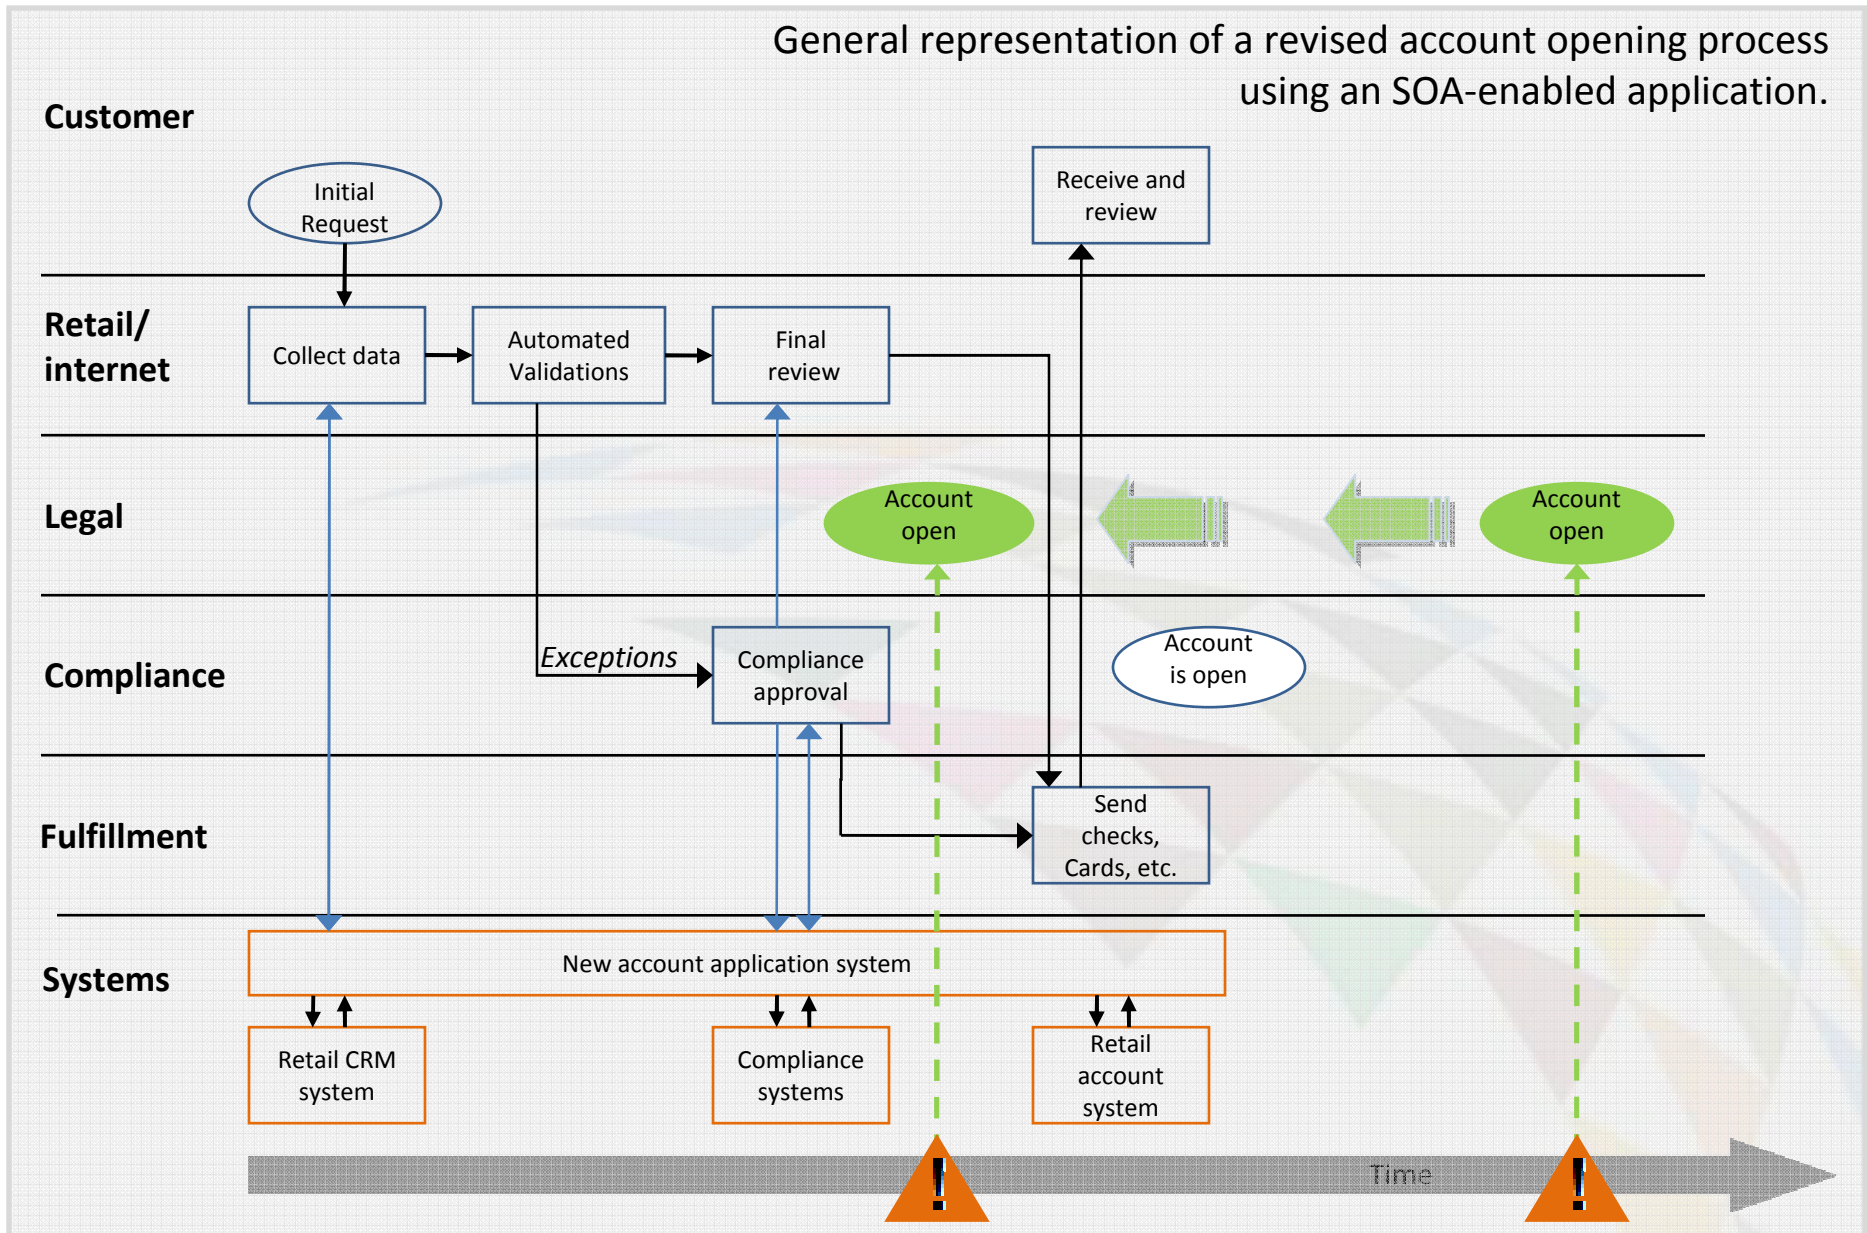 General representation of a revised account opening process
using an SOA-enabled application.
Customer
Initial
Request
Receive and
review
Retail/
internet
Collect data
Automated
Validations
Final
review
Legal
Account
open
Account
open
Compliance
Exceptions
Compliance
approval
Account
is open
Fulfillment
Send
checks,
Cards, etc.
Systems
New account application system
Retail CRM
system
Compliance
systems
Retail
account
system
Time
!
!